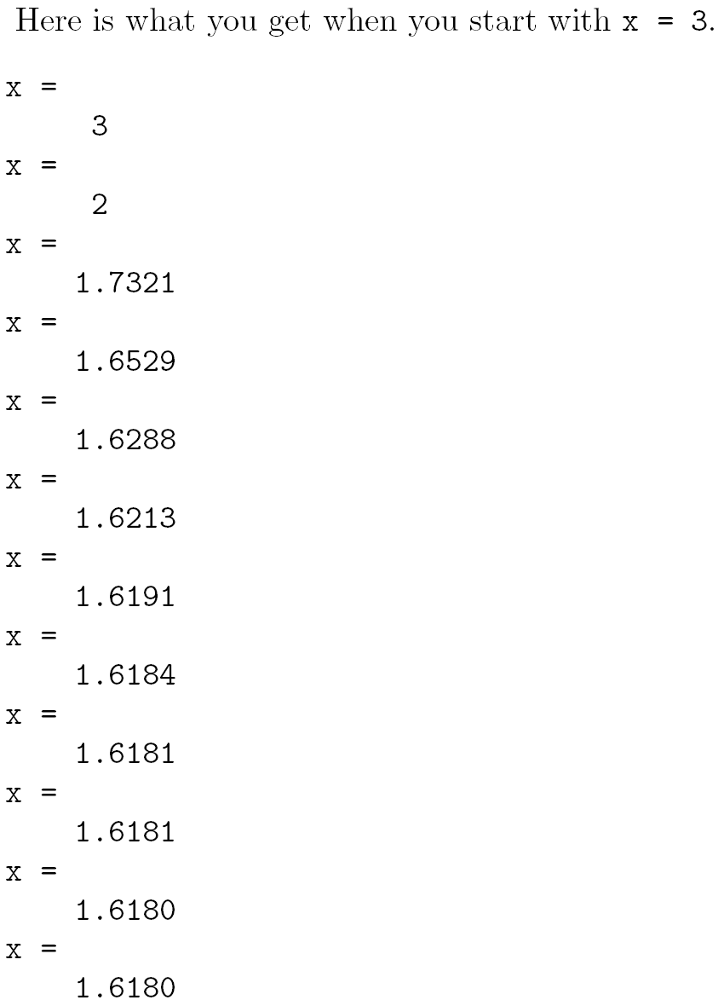 Here is what you get when you start with x = 3.
x =
3
x =
2
x =
1.7321
x =
1.6529
x =
1.6288
x =
1.6213
x =
1.6191
x =
1.6184
x =
1.6181
x =
1.6181
x =
1.6180
x =
1.6180